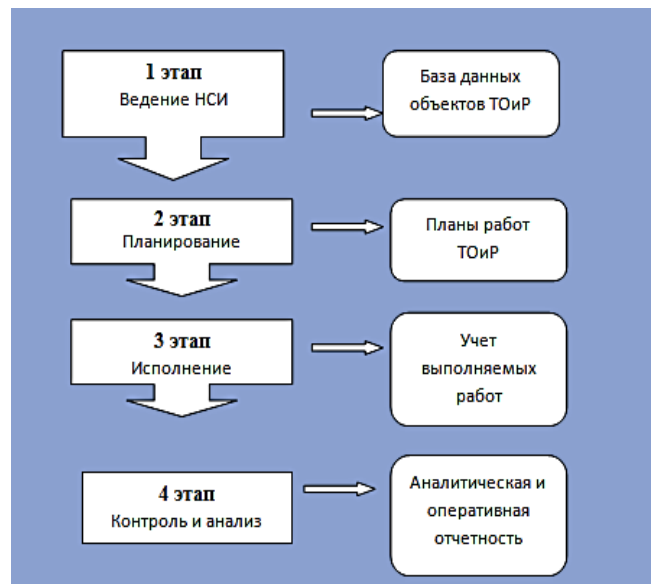 1 этап
Ведение НСИ
База данных
объектов ТОиР
2 этап
Планирование
Планы работ
ТОиР
3 этап
Исполнение
Учет
выполняемых
работ
4 этап
Контроль и анализ
Аналитическая и
оперативная
отчетность